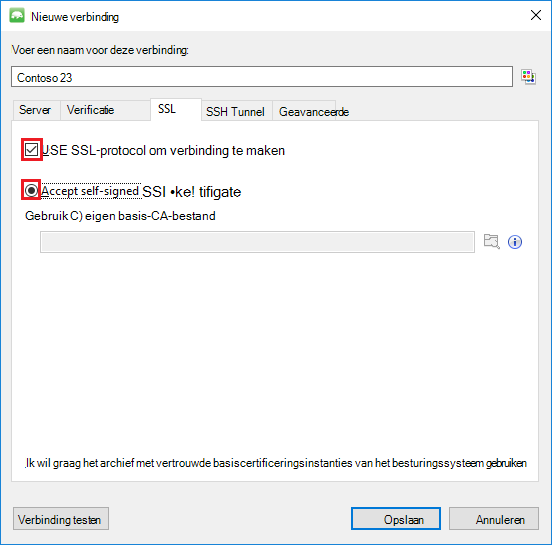 Nieuwe verbinding
Voer een naam voor deze verbinding:
Contoso 23
Server Verificatie SSL SSH Tunnel Geavanceerde
USE SSL-protocol om verbinding te maken
Accept self-signed SSI •ke! tifigate
Gebruik C) eigen basis-CA-bestand
.Ik wil graag het archief met vertrouwde basiscertificeringsinstanties van het besturingssysteem gebruiken
Verbinding testen Opslaan Annuleren